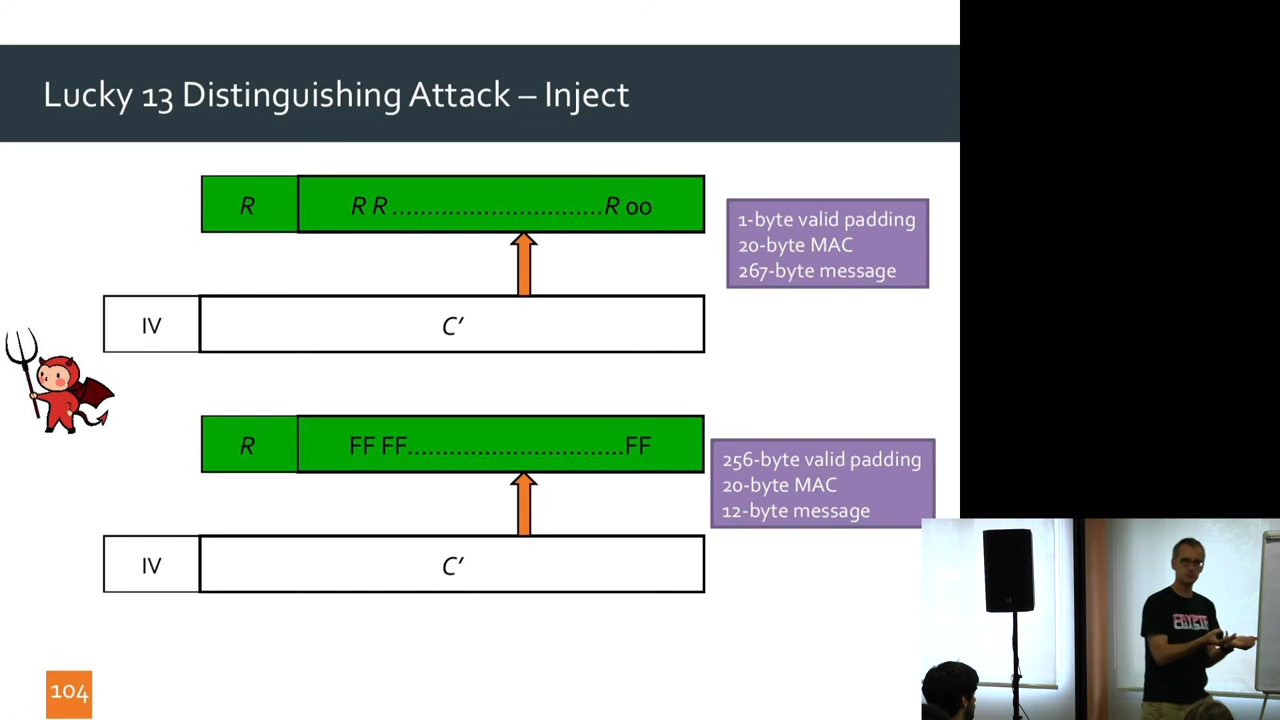 Lucky 13 Distinguishing Attack – Inject
R
R R..............................R 00
1-byte valid padding
20-byte MAC
267-byte message
IV
C′
R
FF FF...............................FF
256-byte valid padding
20-byte MAC
12-byte message
IV
C′
104